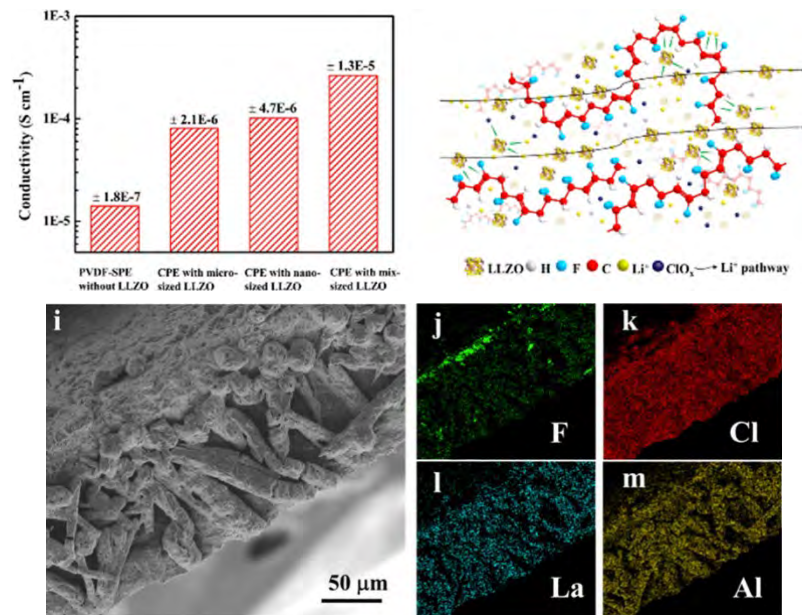 1E-3
1E-4
1E-5
Conductivity (S cm⁻¹)
± 1.8E-7
± 2.1E-6
± 4.7E-6
± 1.3E-5
PVDF-SPE
without LLZO
CPE with micro-
sized LLZO
CPE with nano-
sized LLZO
CPE with mix-
sized LLZO
LLZO H F C Li⁺ ClOₓ Li⁺ pathway
i
50 μm
j
F
k
Cl
l
La
m
Al